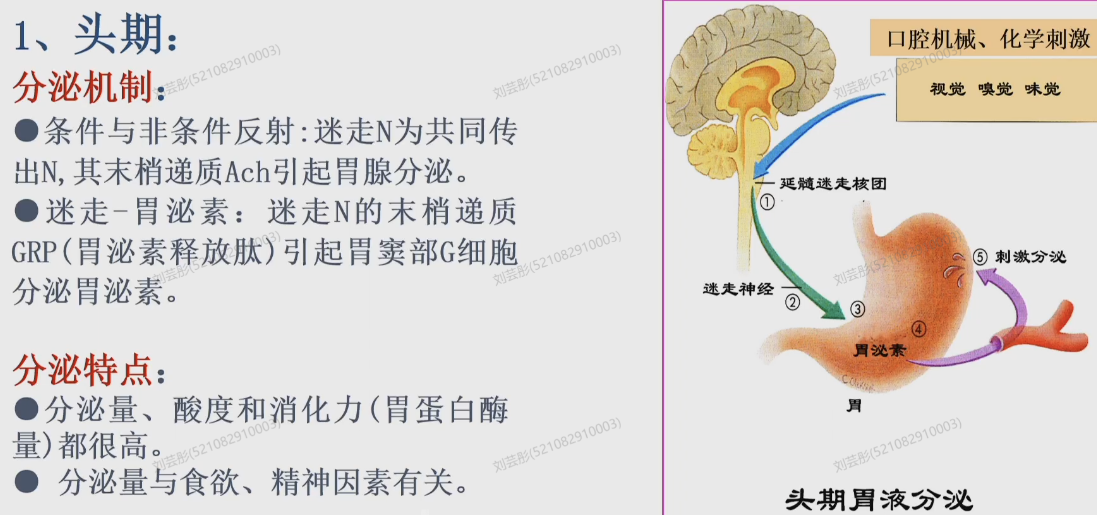 1、头期：
分泌机制：
●条件与非条件反射:迷走N为共同传
出N,其末梢递质Ach引起胃腺分泌。
●迷走-胃泌素：迷走N的末梢递质
GRP(胃泌素释放肽)引起胃窦部G细胞
分泌胃泌素。
分泌特点：
●分泌量、酸度和消化力(胃蛋白酶
量)都很高。
● 分泌量与食欲、精神因素有关。
口腔机械、化学刺激
视觉 嗅觉 味觉
延髓迷走核团
①
迷走神经
②
③
④
⑤ 刺激分泌
胃泌素
胃
头期胃液分泌
刘芸彤(521082910003)
刘芸彤(521082910003)
刘芸彤(521082910003)
刘芸彤(521082910003)
刘芸彤(521082910003)
刘芸彤(521082910003)
刘芸彤(521082910003)
刘芸彤(521082910003)
刘芸彤(521082910003)